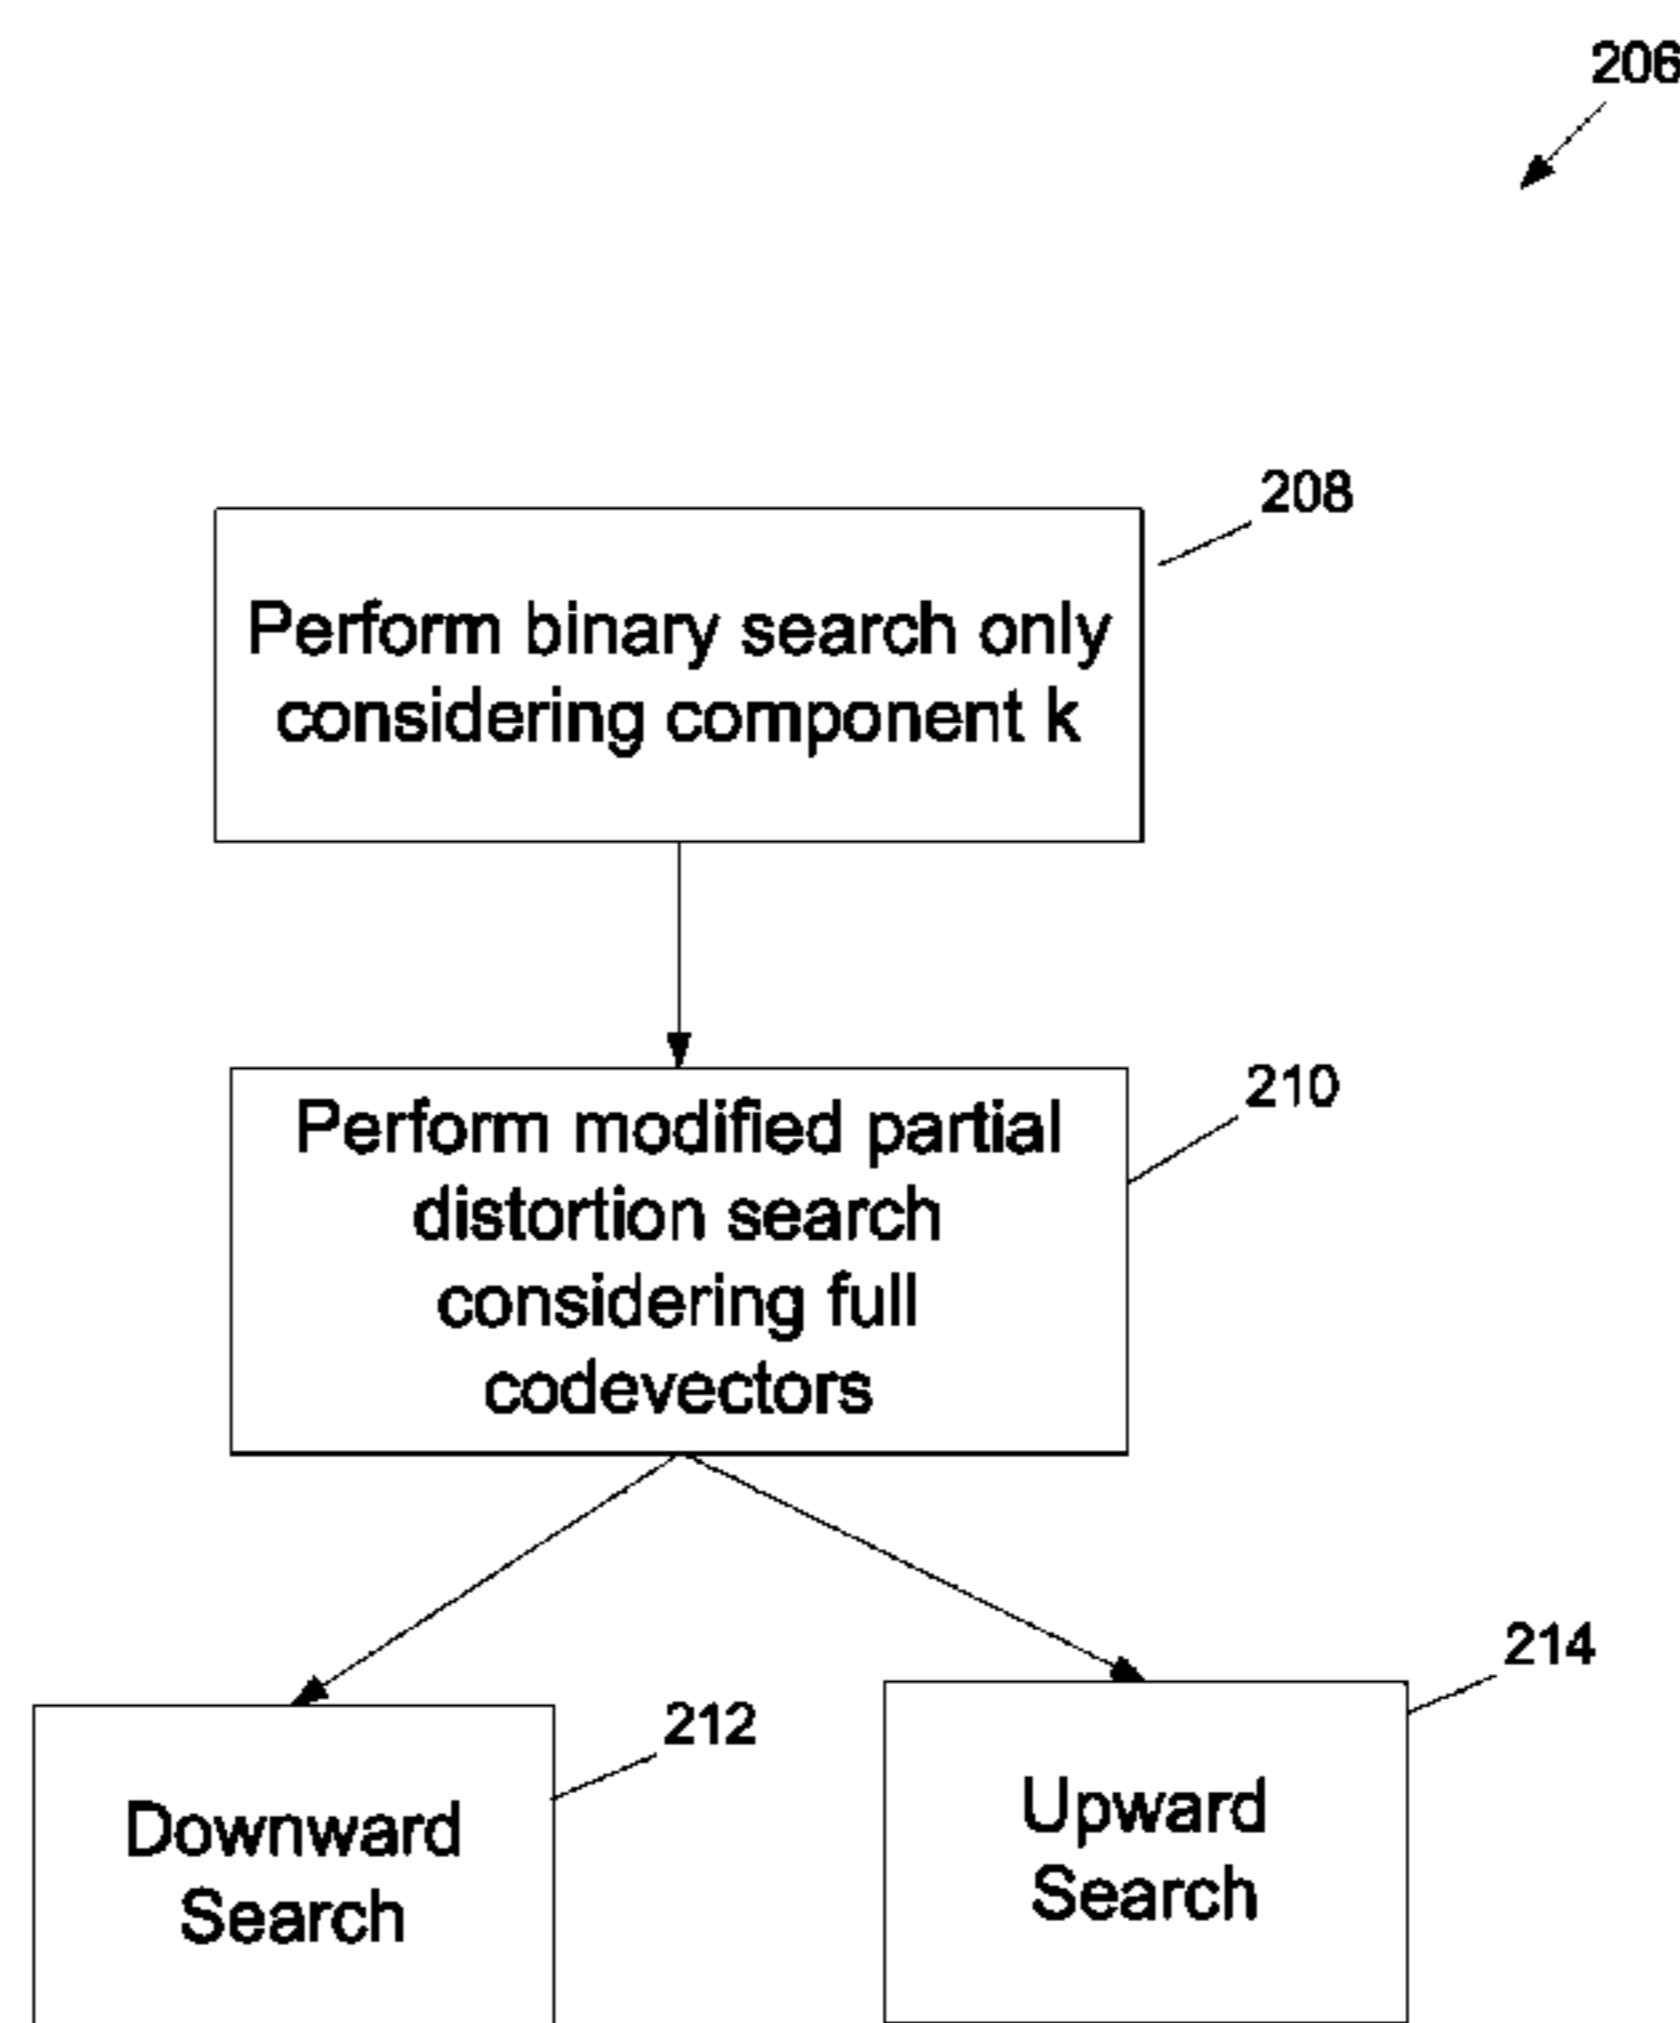 206
208
Perform binary search only
considering component k
210
Perform modified partial
distortion search
considering full
codevectors
212
Downward
Search
214
Upward
Search